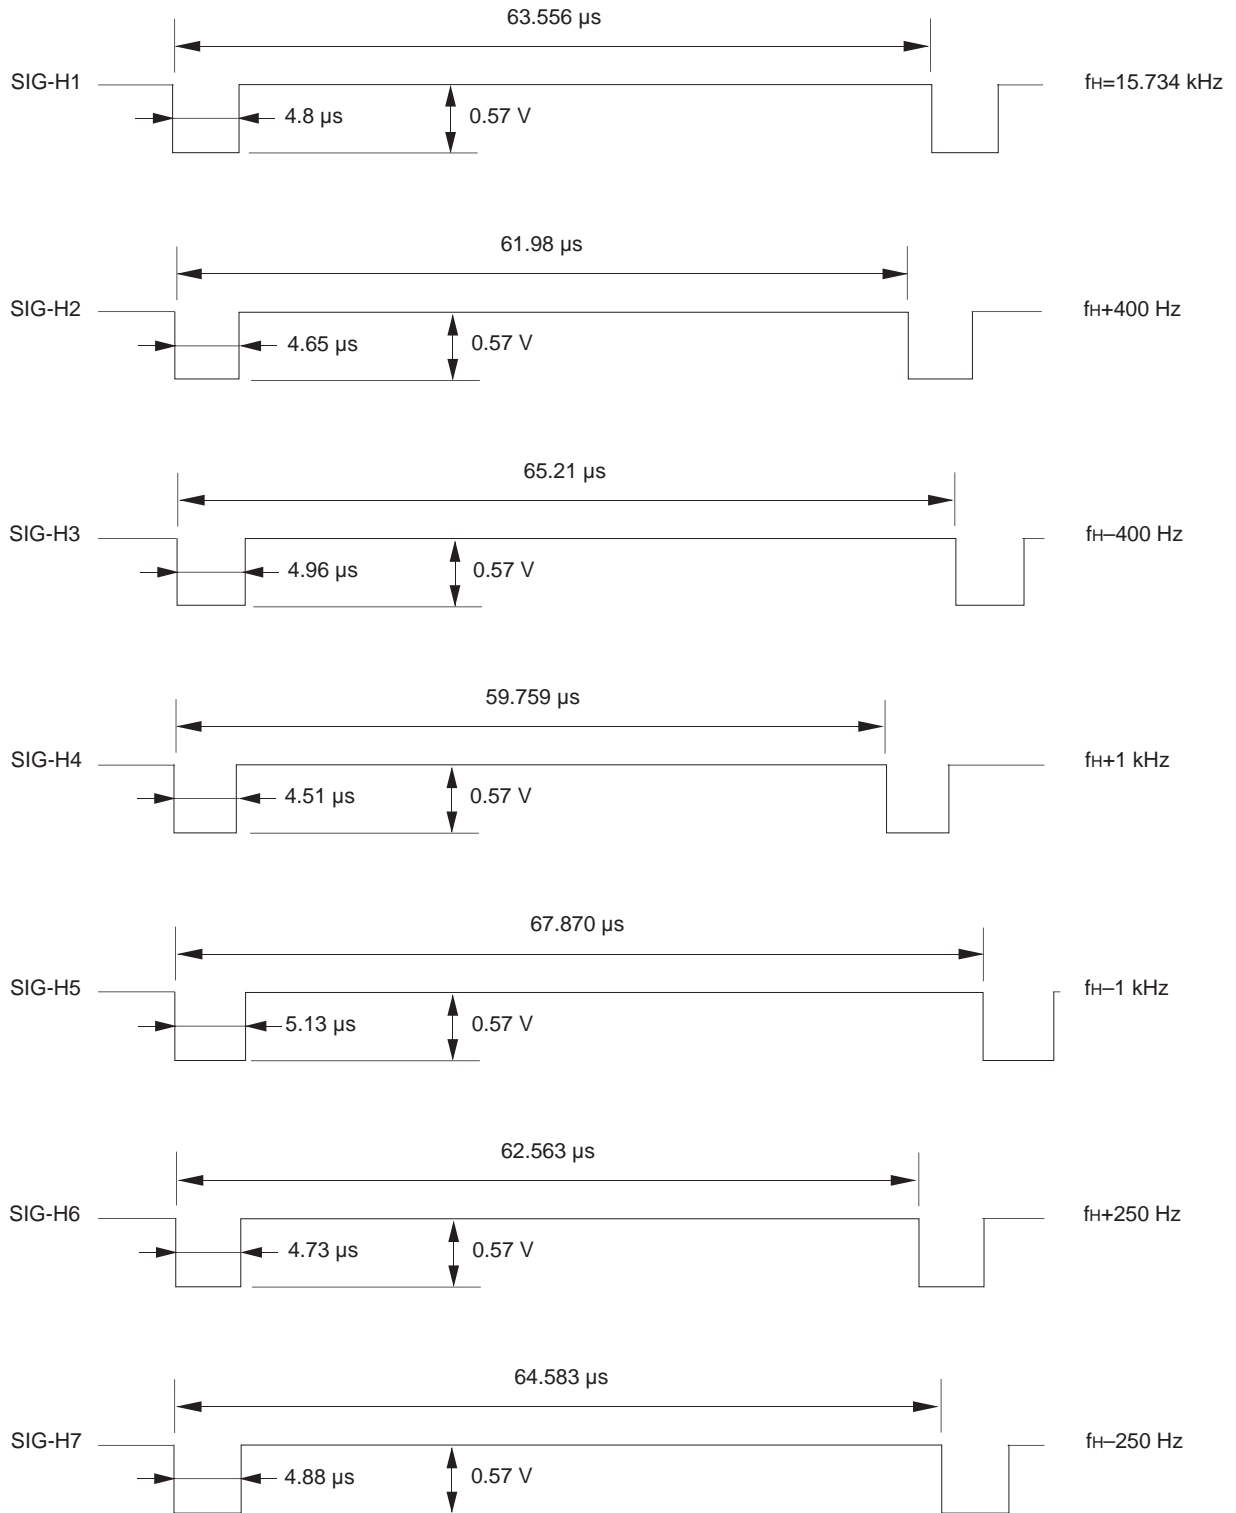 63.556 µs
SIG-H1
fH=15.734 kHz
4.8 µs
0.57 V
61.98 µs
SIG-H2
fH+400 Hz
4.65 µs
0.57 V
65.21 µs
SIG-H3
fH–400 Hz
4.96 µs
0.57 V
59.759 µs
SIG-H4
fH+1 kHz
4.51 µs
0.57 V
67.870 µs
SIG-H5
fH–1 kHz
5.13 µs
0.57 V
62.563 µs
SIG-H6
fH+250 Hz
4.73 µs
0.57 V
64.583 µs
SIG-H7
fH–250 Hz
4.88 µs
0.57 V